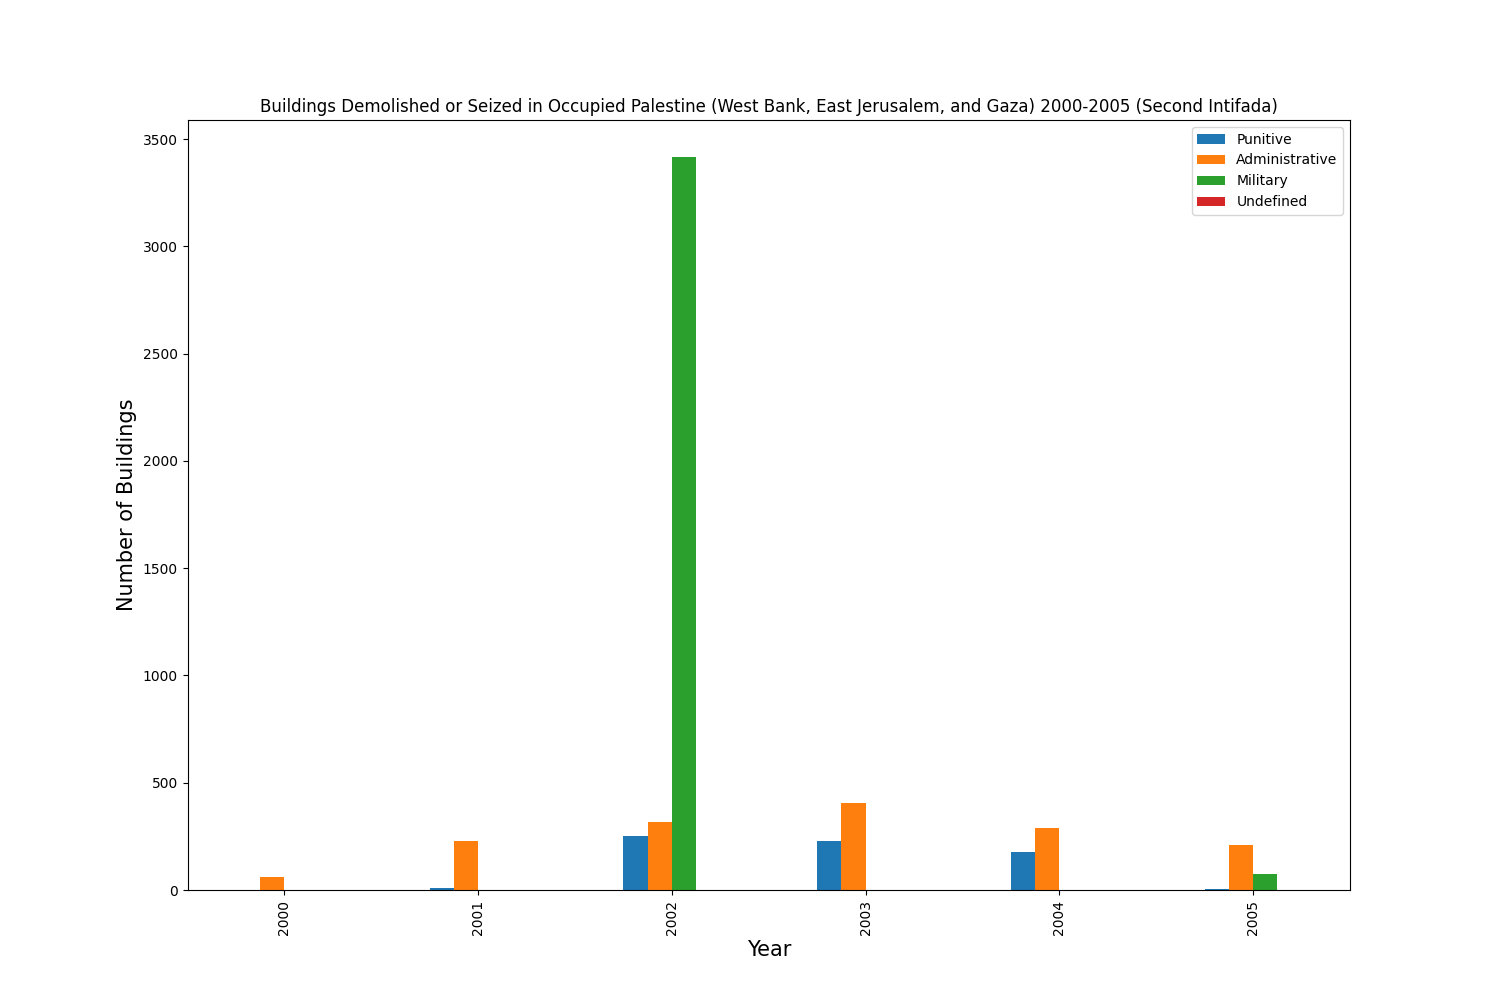 Buildings Demolished or Seized in Occupied Palestine (West Bank, East Jerusalem, and Gaza) 2000-2005 (Second Intifada)
Punitive
Administrative
Military
Undefined
3500
3000
2500
2000
1500
1000
500
0
Number of Buildings
2000
2001
2002
2003
2004
2005
Year